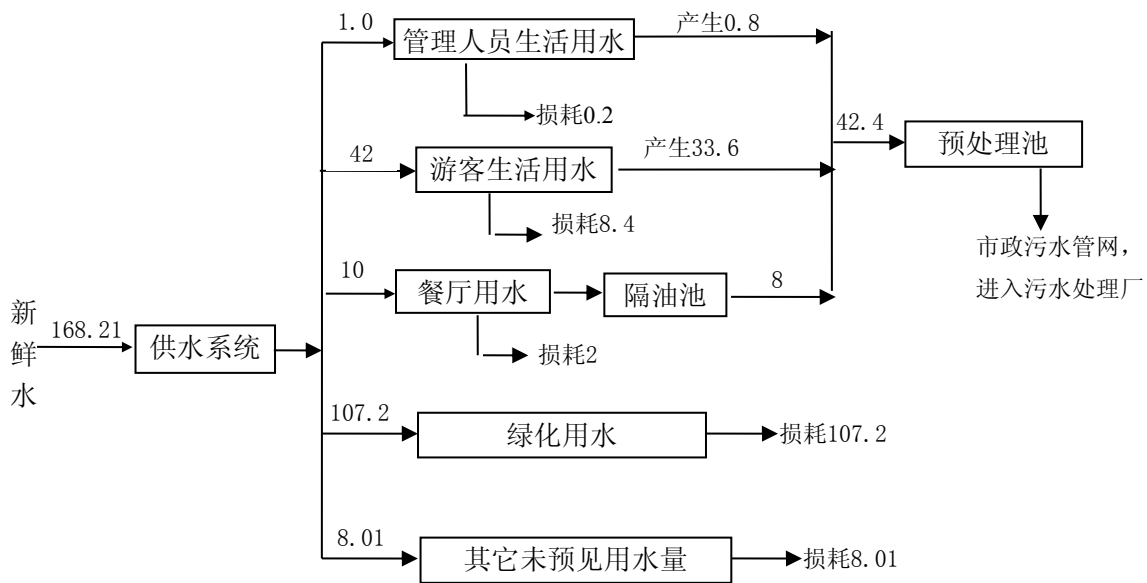 1.0
管理人员生活用水
产生0.8
损耗0.2
42
游客生活用水
产生33.6
损耗8.4
42.4
预处理池
市政污水管网，
进入污水处理厂
10
餐厅用水
隔油池
8
损耗2
新
鲜
水
168.21
供水系统
107.2
绿化用水
损耗107.2
8.01
其它未预见用水量
损耗8.01